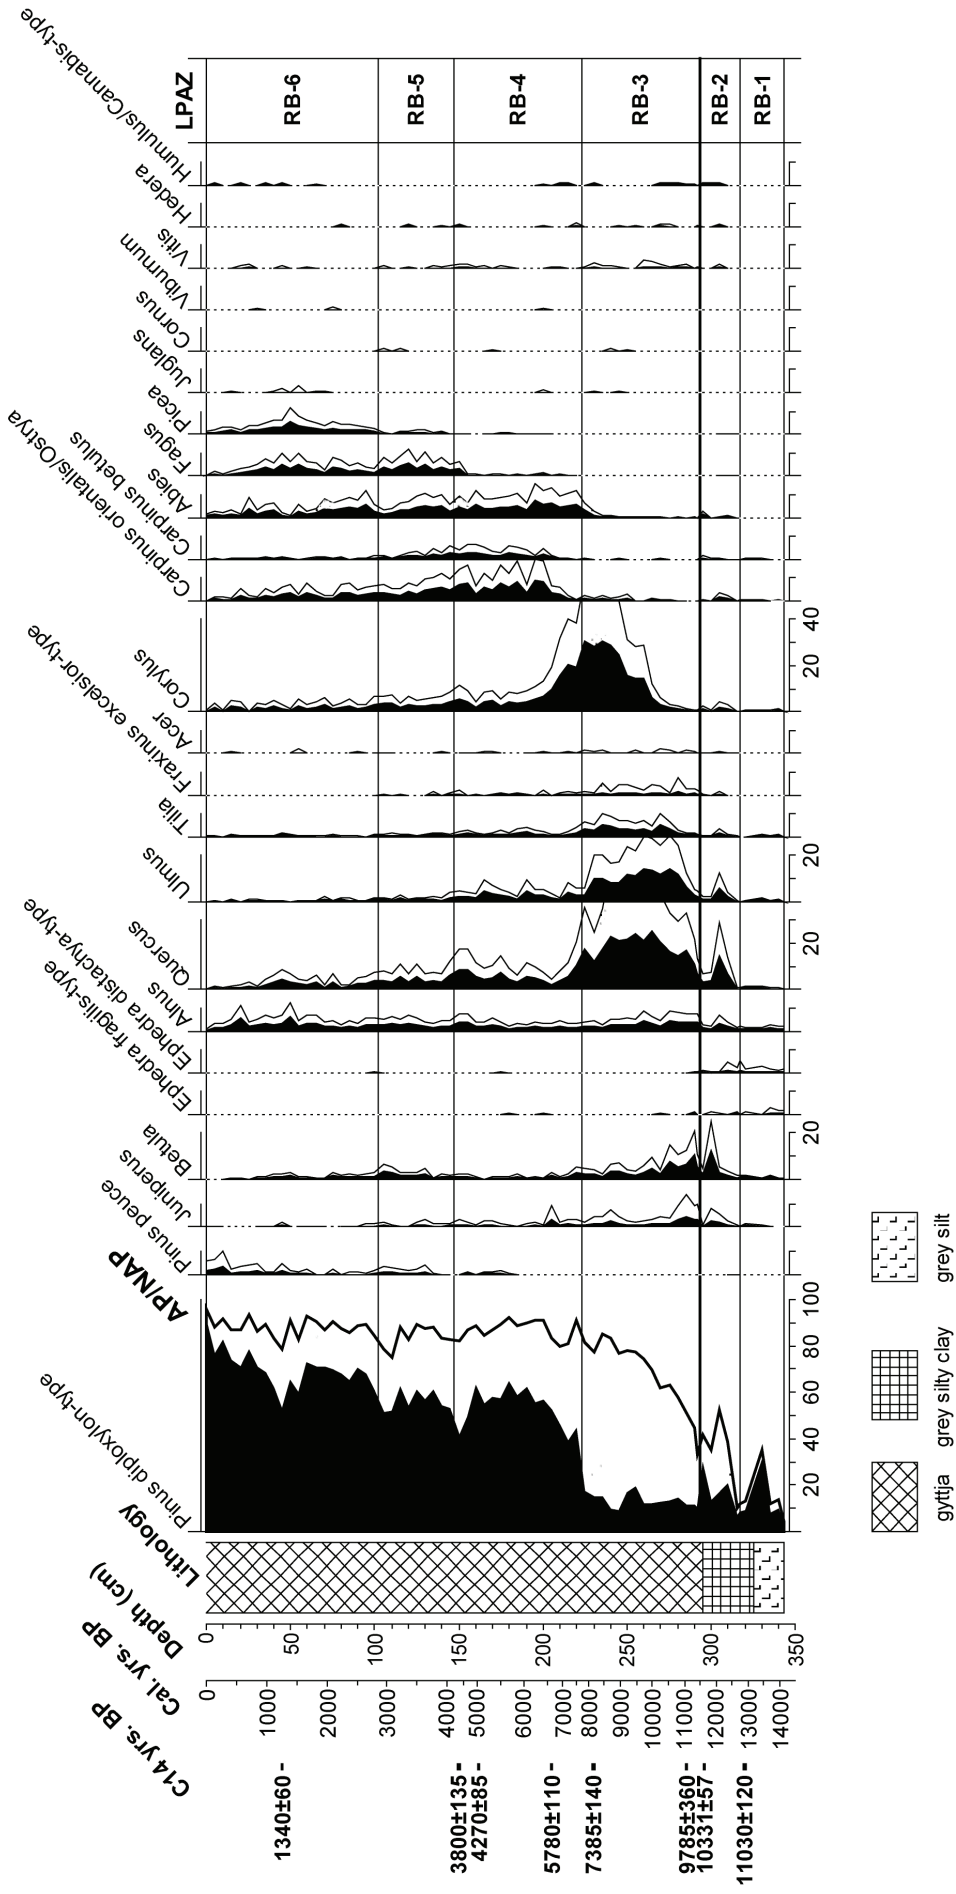 C14 yrs. BP
Cal. yrs. BP
Depth (cm)
Lithology
Pinus diploxylon-type
AP/NAP
Pinus peuce
Juniperus
Betula
Ephedra fragilis-type
Ephedra distachya-type
Alnus
Quercus
Ulmus
Tilia
Fraxinus excelsior-type
Acer
Corylus
Carpinus orientalis/Ostrya
Carpinus betulus
Abies
Fagus
Picea
Juglans
Cornus
Viburnum
Vitis
Hedera
Humulus/Cannabis-type
LPAZ
RB-6
RB-5
RB-4
RB-3
RB-2
RB-1
1340±60
3800±135
4270±85
5780±110
7385±140
9785±360
10331±57
11030±120
0
1000
2000
3000
4000
5000
6000
7000
8000
9000
10000
11000
12000
13000
14000
0
50
100
150
200
250
300
350
20 40 60 80 100
20
20
20
20 40
gyttja
grey silty clay
grey silt